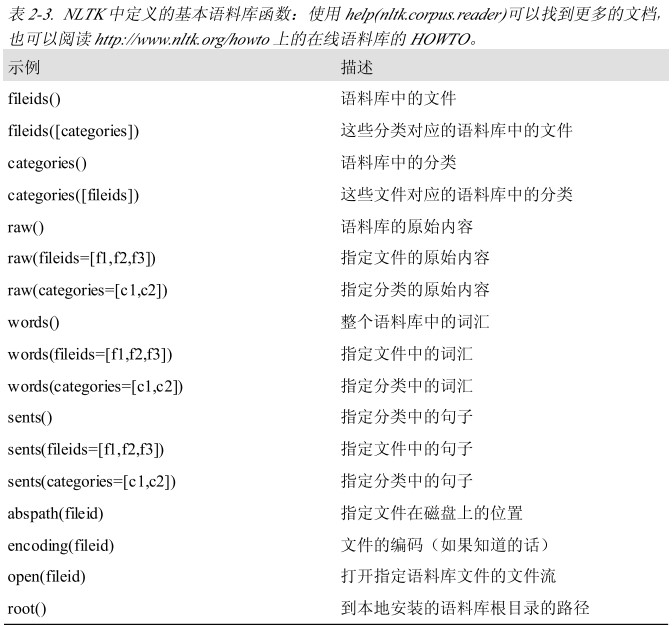 表 2-3. NLTK 中定义的基本语料库函数：使用 help(nltk.corpus.reader)可以找到更多的文档，
也可以阅读 http://www.nltk.org/howto 上的在线语料库的 HOWTO。
示例 描述
fileids() 语料库中的文件
fileids([categories]) 这些分类对应的语料库中的文件
categories() 语料库中的分类
categories([fileids]) 这些文件对应的语料库中的分类
raw() 语料库的原始内容
raw(fileids=[f1,f2,f3]) 指定文件的原始内容
raw(categories=[c1,c2]) 指定分类的原始内容
words() 整个语料库中的词汇
words(fileids=[f1,f2,f3]) 指定文件中的词汇
words(categories=[c1,c2]) 指定分类中的词汇
sents() 指定分类中的句子
sents(fileids=[f1,f2,f3]) 指定文件中的句子
sents(categories=[c1,c2]) 指定分类中的句子
abspath(fileid) 指定文件在磁盘上的位置
encoding(fileid) 文件的编码（如果知道的话）
open(fileid) 打开指定语料库文件的文件流
root() 到本地安装的语料库根目录的路径